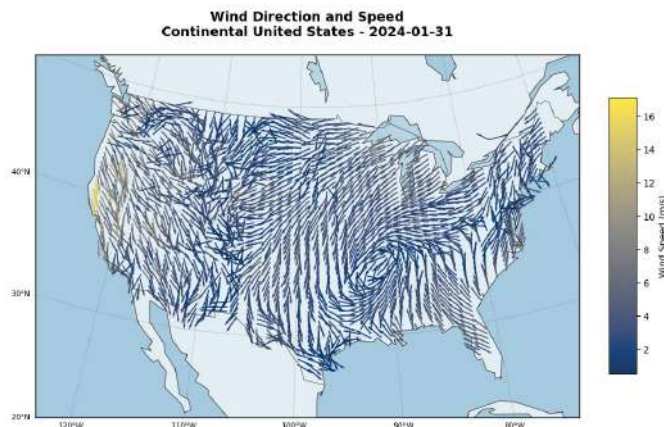 Wind Direction and Speed
Continental United States - 2024-01-31
40°N
30°N
20°N
120°W
110°W
100°W
90°W
80°W
16
14
12
10
8
6
4
2
Wind Speed (m/s)